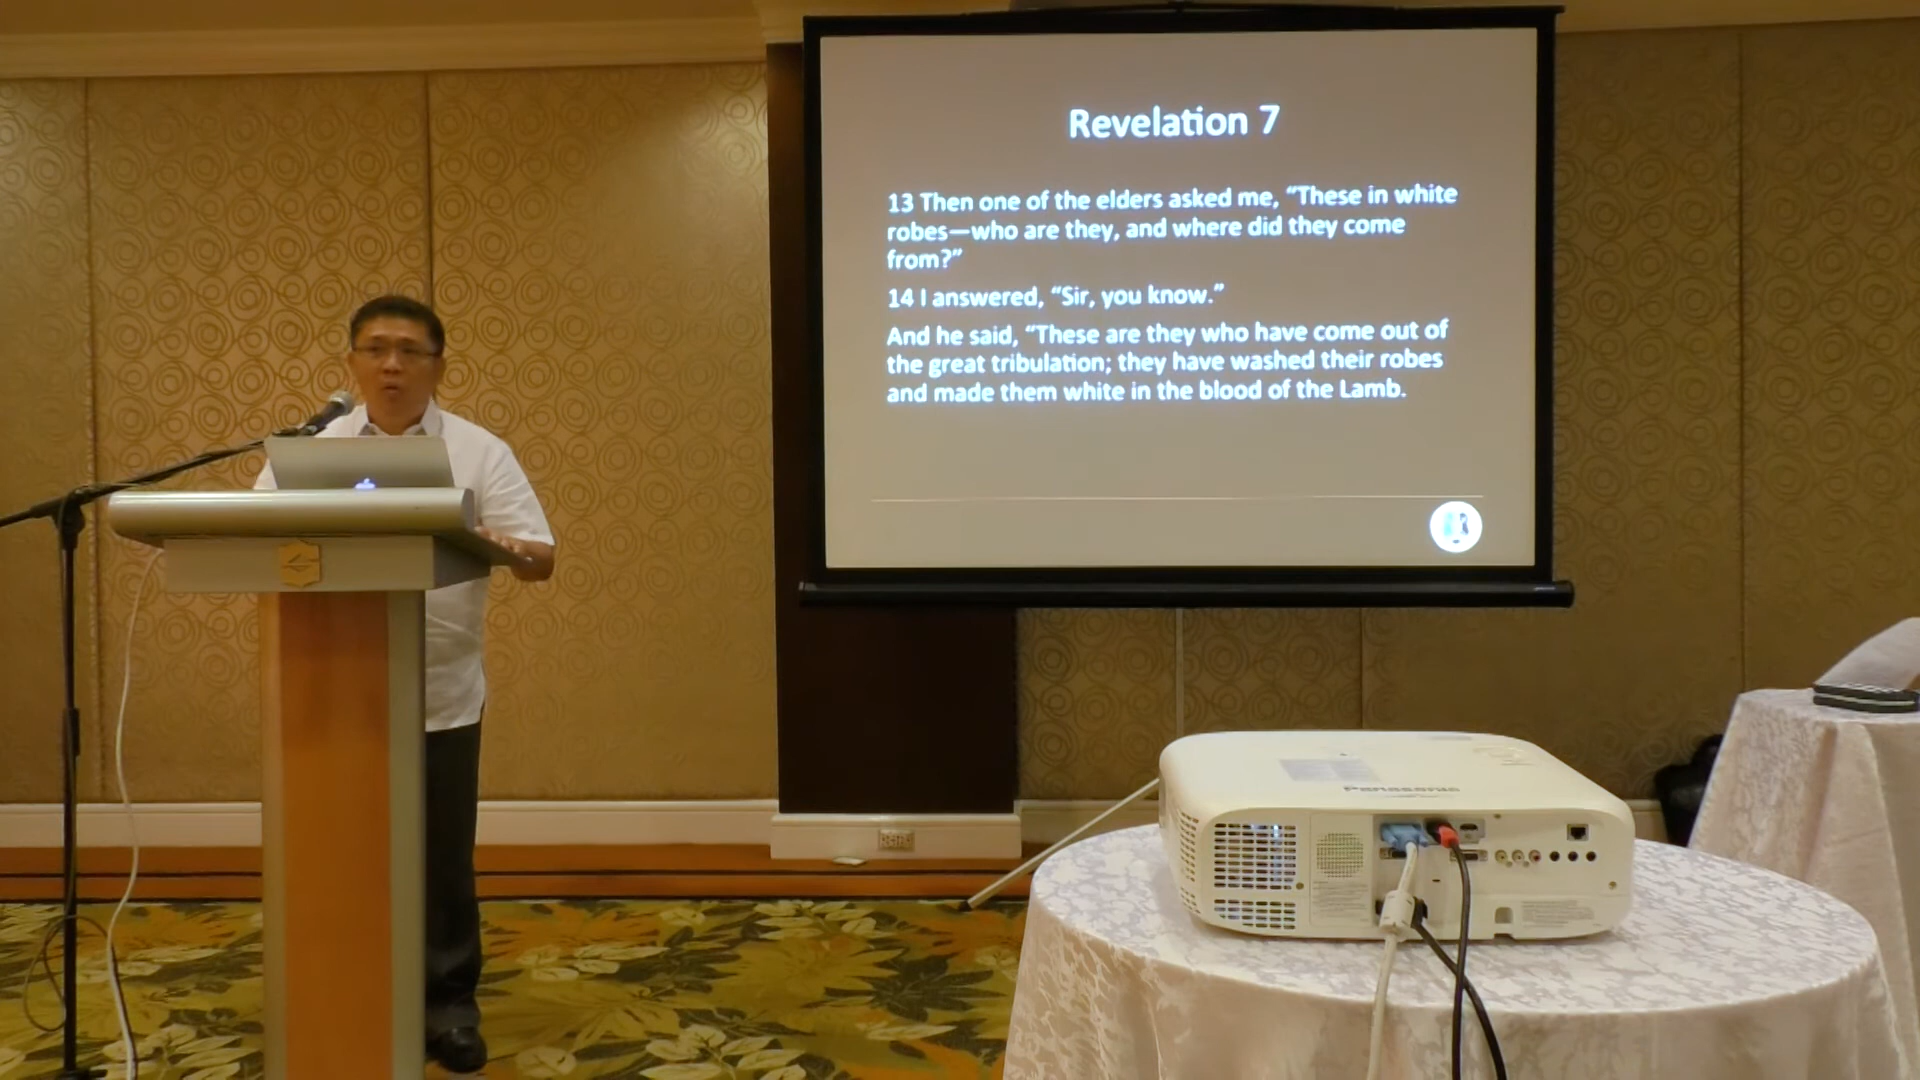 Revelation 7
13 Then one of the elders asked me, “These in white
robes—who are they, and where did they come
from?”
14 I answered, “Sir, you know.”
And he said, “These are they who have come out of
the great tribulation; they have washed their robes
and made them white in the blood of the Lamb.
Panasonic